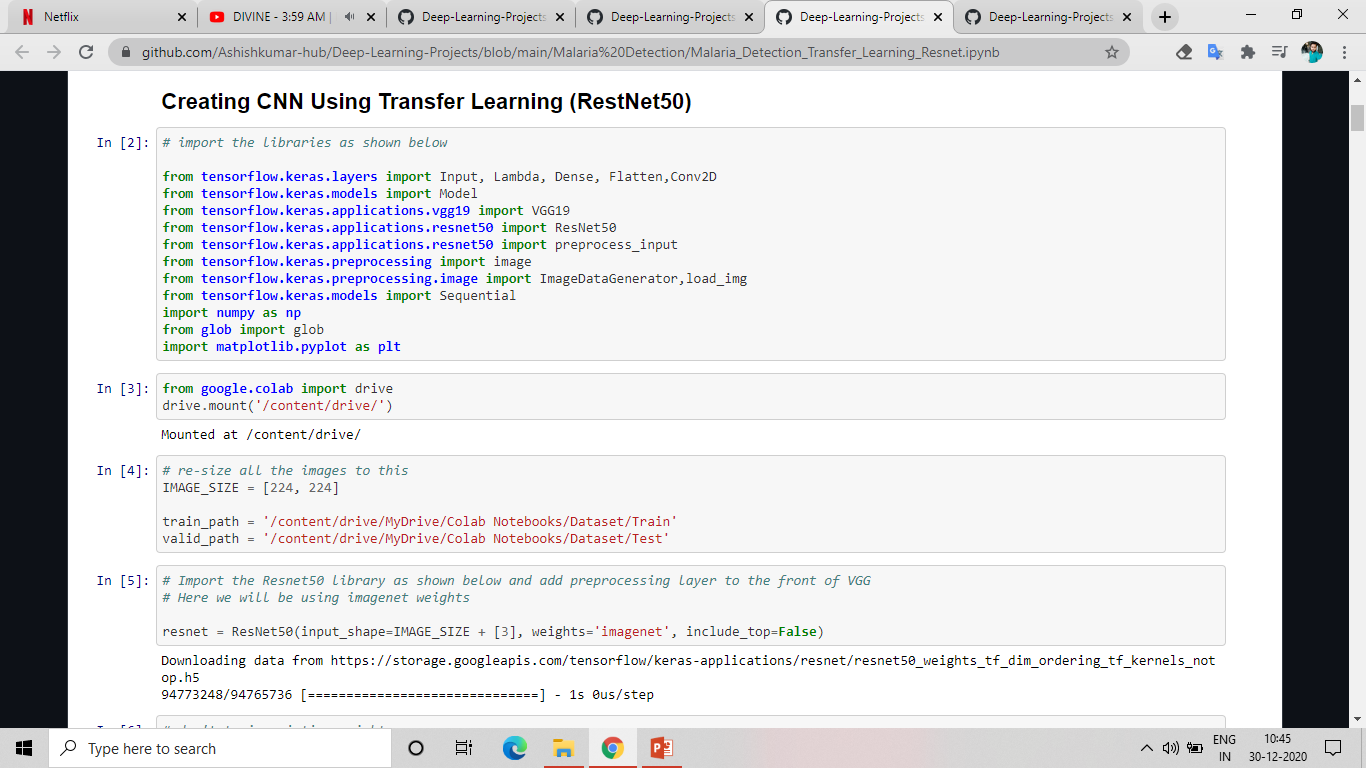 Netflix
DIVINE - 3:59 AM |
Deep-Learning-Projects
Deep-Learning-Projects
Deep-Learning-Projects
Deep-Learning-Projects
github.com/Ashishkumar-hub/Deep-Learning-Projects/blob/main/Malaria%20Detection/Malaria_Detection_Transfer_Learning_Resnet.ipynb
Creating CNN Using Transfer Learning (RestNet50)
In [2]:
# import the libraries as shown below
from tensorflow.keras.layers import Input, Lambda, Dense, Flatten,Conv2D
from tensorflow.keras.models import Model
from tensorflow.keras.applications.vgg19 import VGG19
from tensorflow.keras.applications.resnet50 import ResNet50
from tensorflow.keras.applications.resnet50 import preprocess_input
from tensorflow.keras.preprocessing import image
from tensorflow.keras.preprocessing.image import ImageDataGenerator,load_img
from tensorflow.keras.models import Sequential
import numpy as np
from glob import glob
import matplotlib.pyplot as plt
In [3]:
from google.colab import drive
drive.mount('/content/drive/')
Mounted at /content/drive/
In [4]:
# re-size all the images to this
IMAGE_SIZE = [224, 224]
train_path = '/content/drive/MyDrive/Colab Notebooks/Dataset/Train'
valid_path = '/content/drive/MyDrive/Colab Notebooks/Dataset/Test'
In [5]:
# Import the Resnet50 library as shown below and add preprocessing layer to the front of VGG
# Here we will be using imagenet weights
resnet = ResNet50(input_shape=IMAGE_SIZE + [3], weights='imagenet', include_top=False)
Downloading data from https://storage.googleapis.com/tensorflow/keras-applications/resnet/resnet50_weights_tf_dim_ordering_tf_kernels_not
op.h5
94773248/94765736 [==============================] - 1s 0us/step
Type here to search
ENG
IN
10:45
30-12-2020